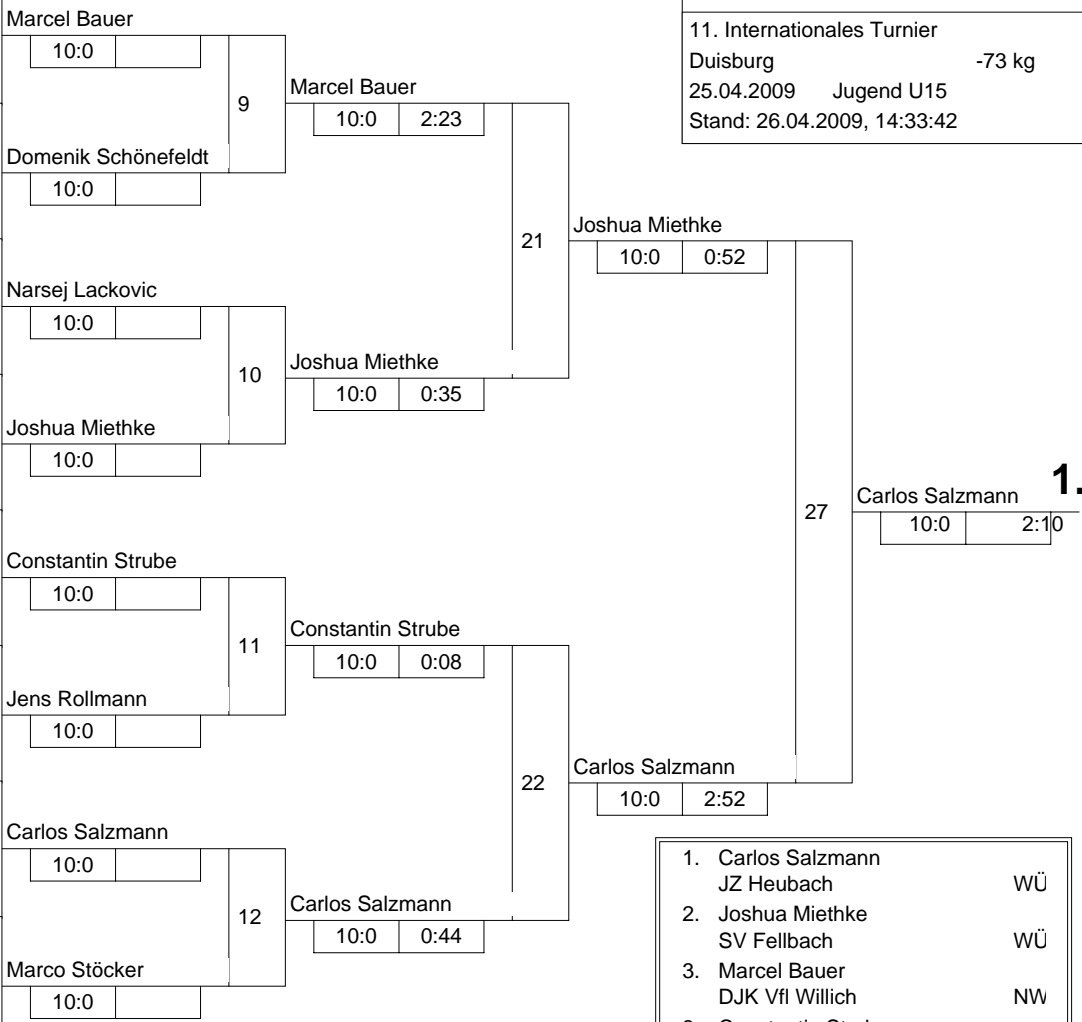 11. Internationales Turnier
Duisburg -73 kg
25.04.2009 Jugend U15
Stand: 26.04.2009, 14:33:42
Marcel Bauer
10:0
9
Domenik Schönefeldt
10:0
Narsej Lackovic
10:0
10
Joshua Miethke
10:0
Constantin Strube
10:0
11
Jens Rollmann
10:0
Carlos Salzmann
10:0
12
Marco Stöcker
10:0
Marcel Bauer
10:0 2:23
21
Joshua Miethke
10:0 0:35
Constantin Strube
10:0 0:08
22
Carlos Salzmann
10:0 0:44
Joshua Miethke
10:0 0:52
27
Carlos Salzmann
10:0 2:52
Carlos Salzmann 1.
10:0 2:10
1. Carlos Salzmann
JZ Heubach WÜ
2. Joshua Miethke
SV Fellbach WÜ
3. Marcel Bauer
DJK Vfl Willich NW